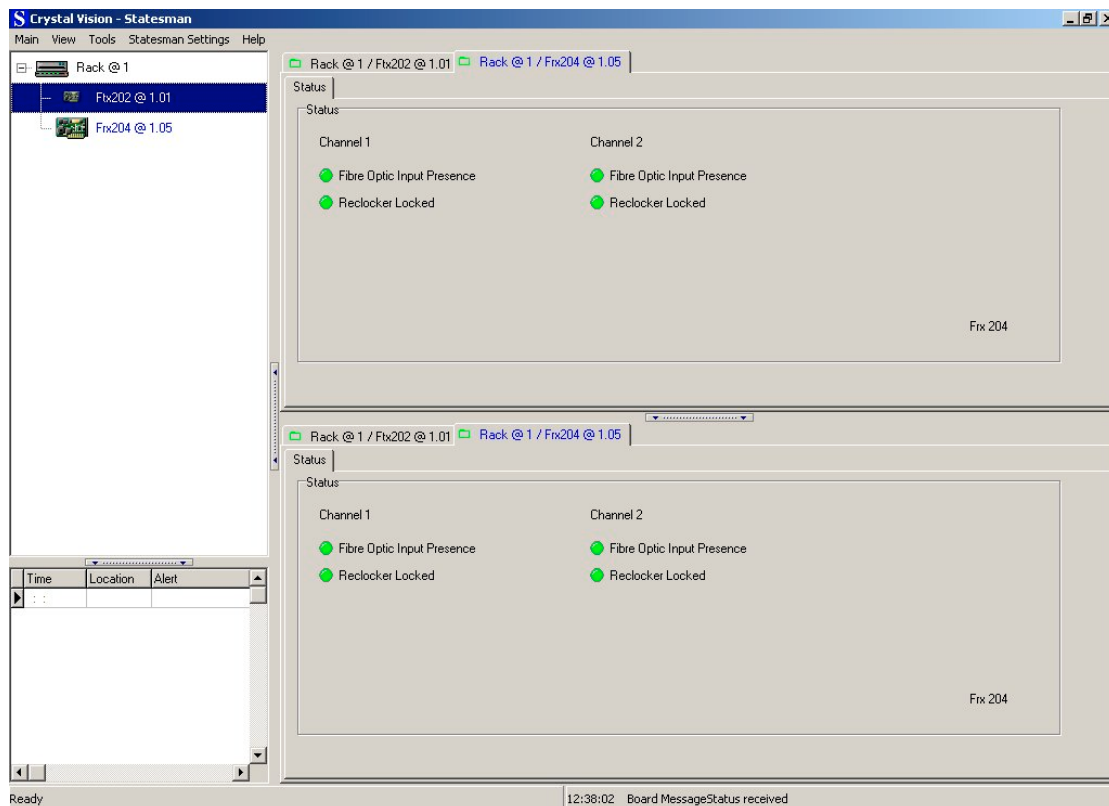 S Crystal Vision - Statesman
Main View Tools Statesman Settings Help
Rack @ 1
Ftx202 @ 1.01
Frx204 @ 1.05
Rack @ 1 / Ftx202 @ 1.01 Rack @ 1 / Frx204 @ 1.05
Status
Status
Channel 1 Channel 2
Fibre Optic Input Presence Fibre Optic Input Presence
Reclocker Locked Reclocker Locked
Frx 204
Rack @ 1 / Ftx202 @ 1.01 Rack @ 1 / Frx204 @ 1.05
Status
Status
Channel 1 Channel 2
Fibre Optic Input Presence Fibre Optic Input Presence
Reclocker Locked Reclocker Locked
Frx 204
Time Location Alert
: :
Ready 12:38:02 Board MessageStatus received